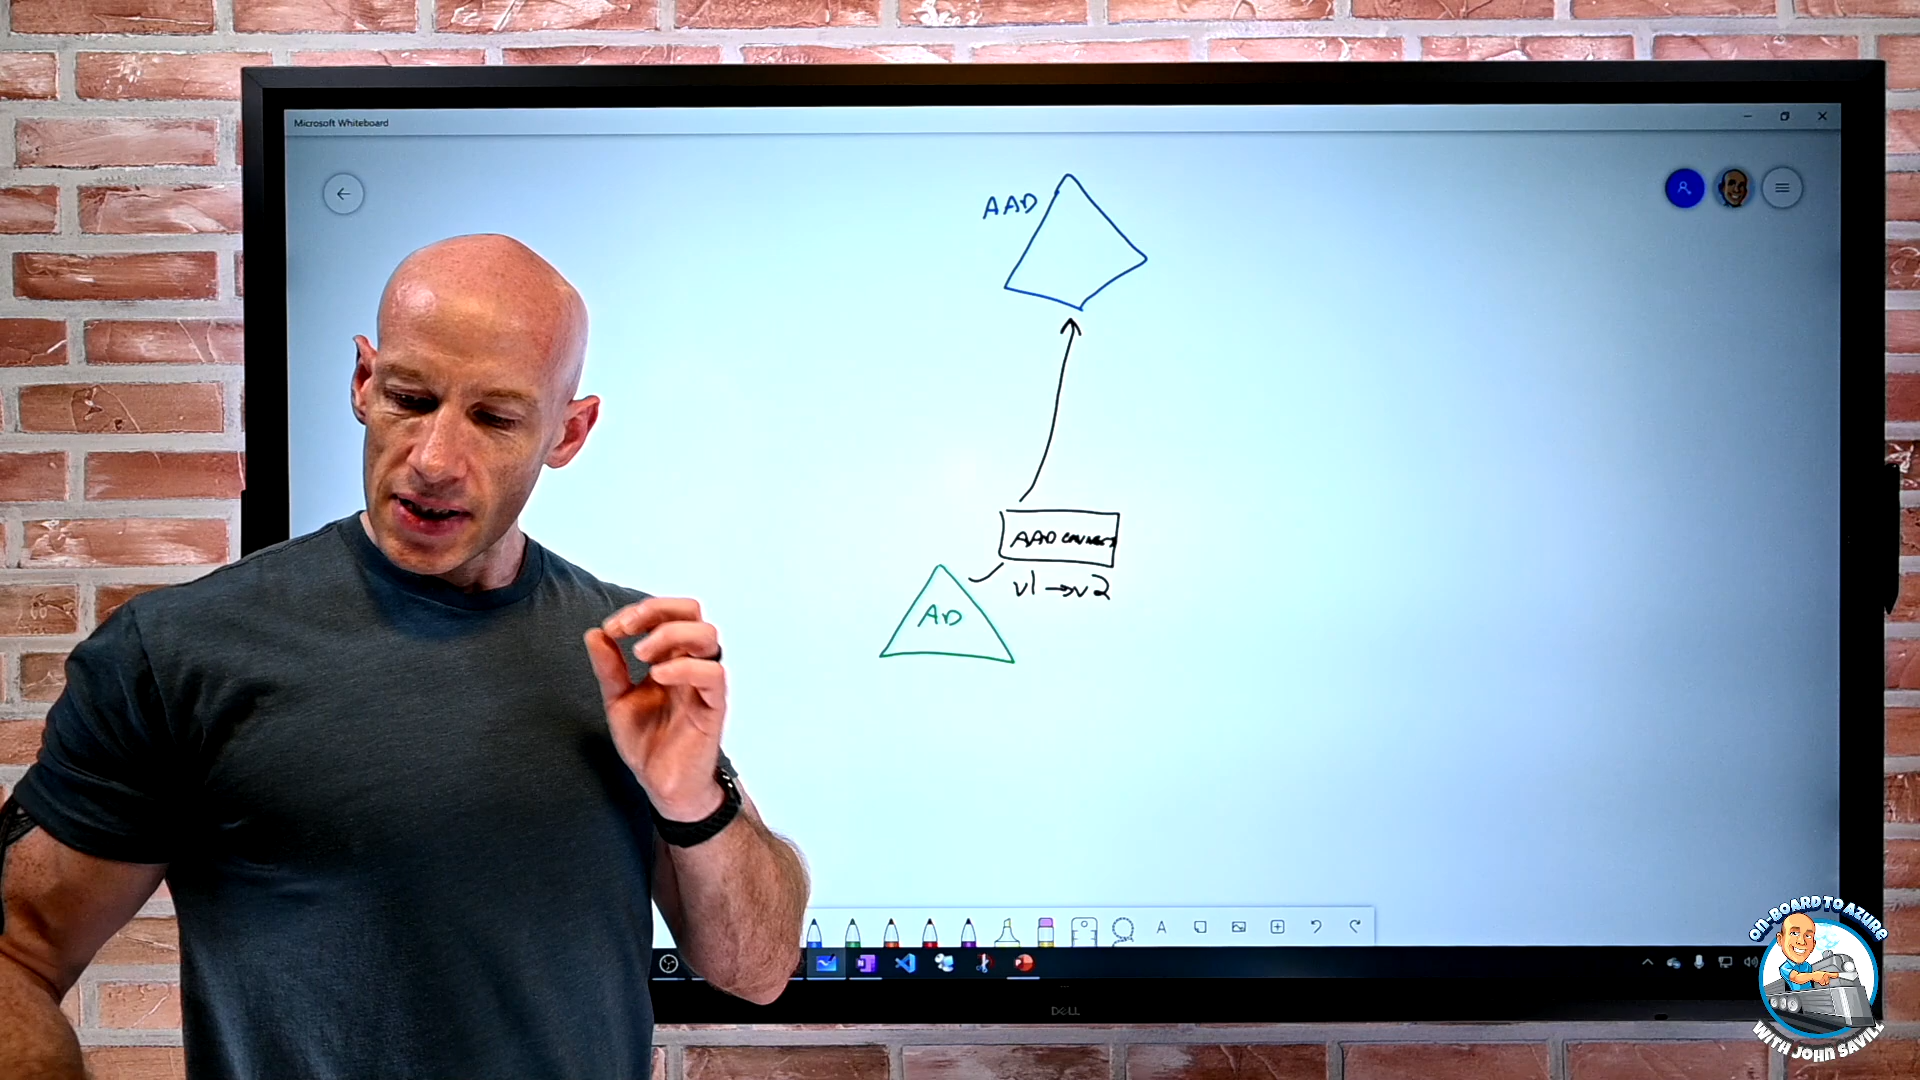 Microsoft Whiteboard
AAD
AAD CONNECT
v1 → v2
AD
A
DELL
ON-BOARD TO AZURE
WITH JOHN SAVILL